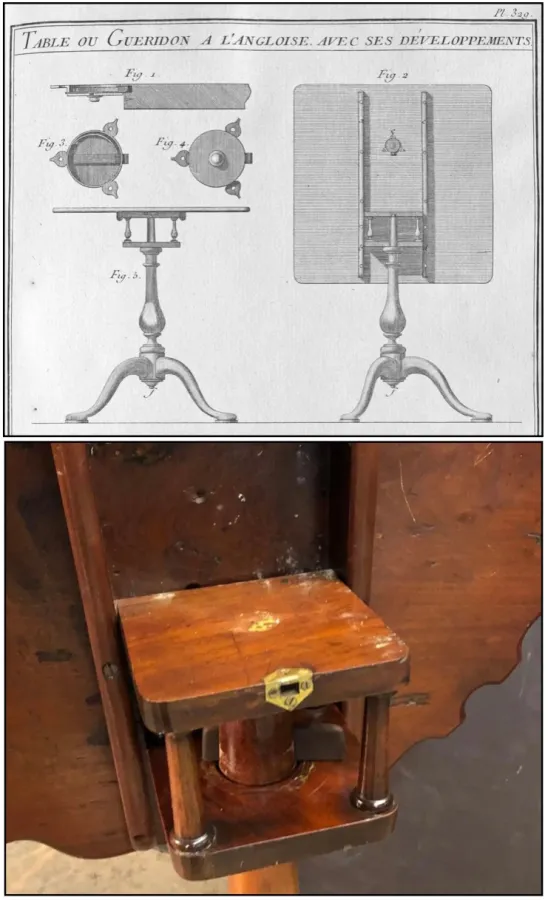 Pl. 329.
TABLE OU GUERIDON A L'ANGLOISE. AVEC SES DÉVELOPPEMENTS
Fig 1.
Fig. 2
Fig. 3.
Fig. 4.
Fig. 5.
f
f